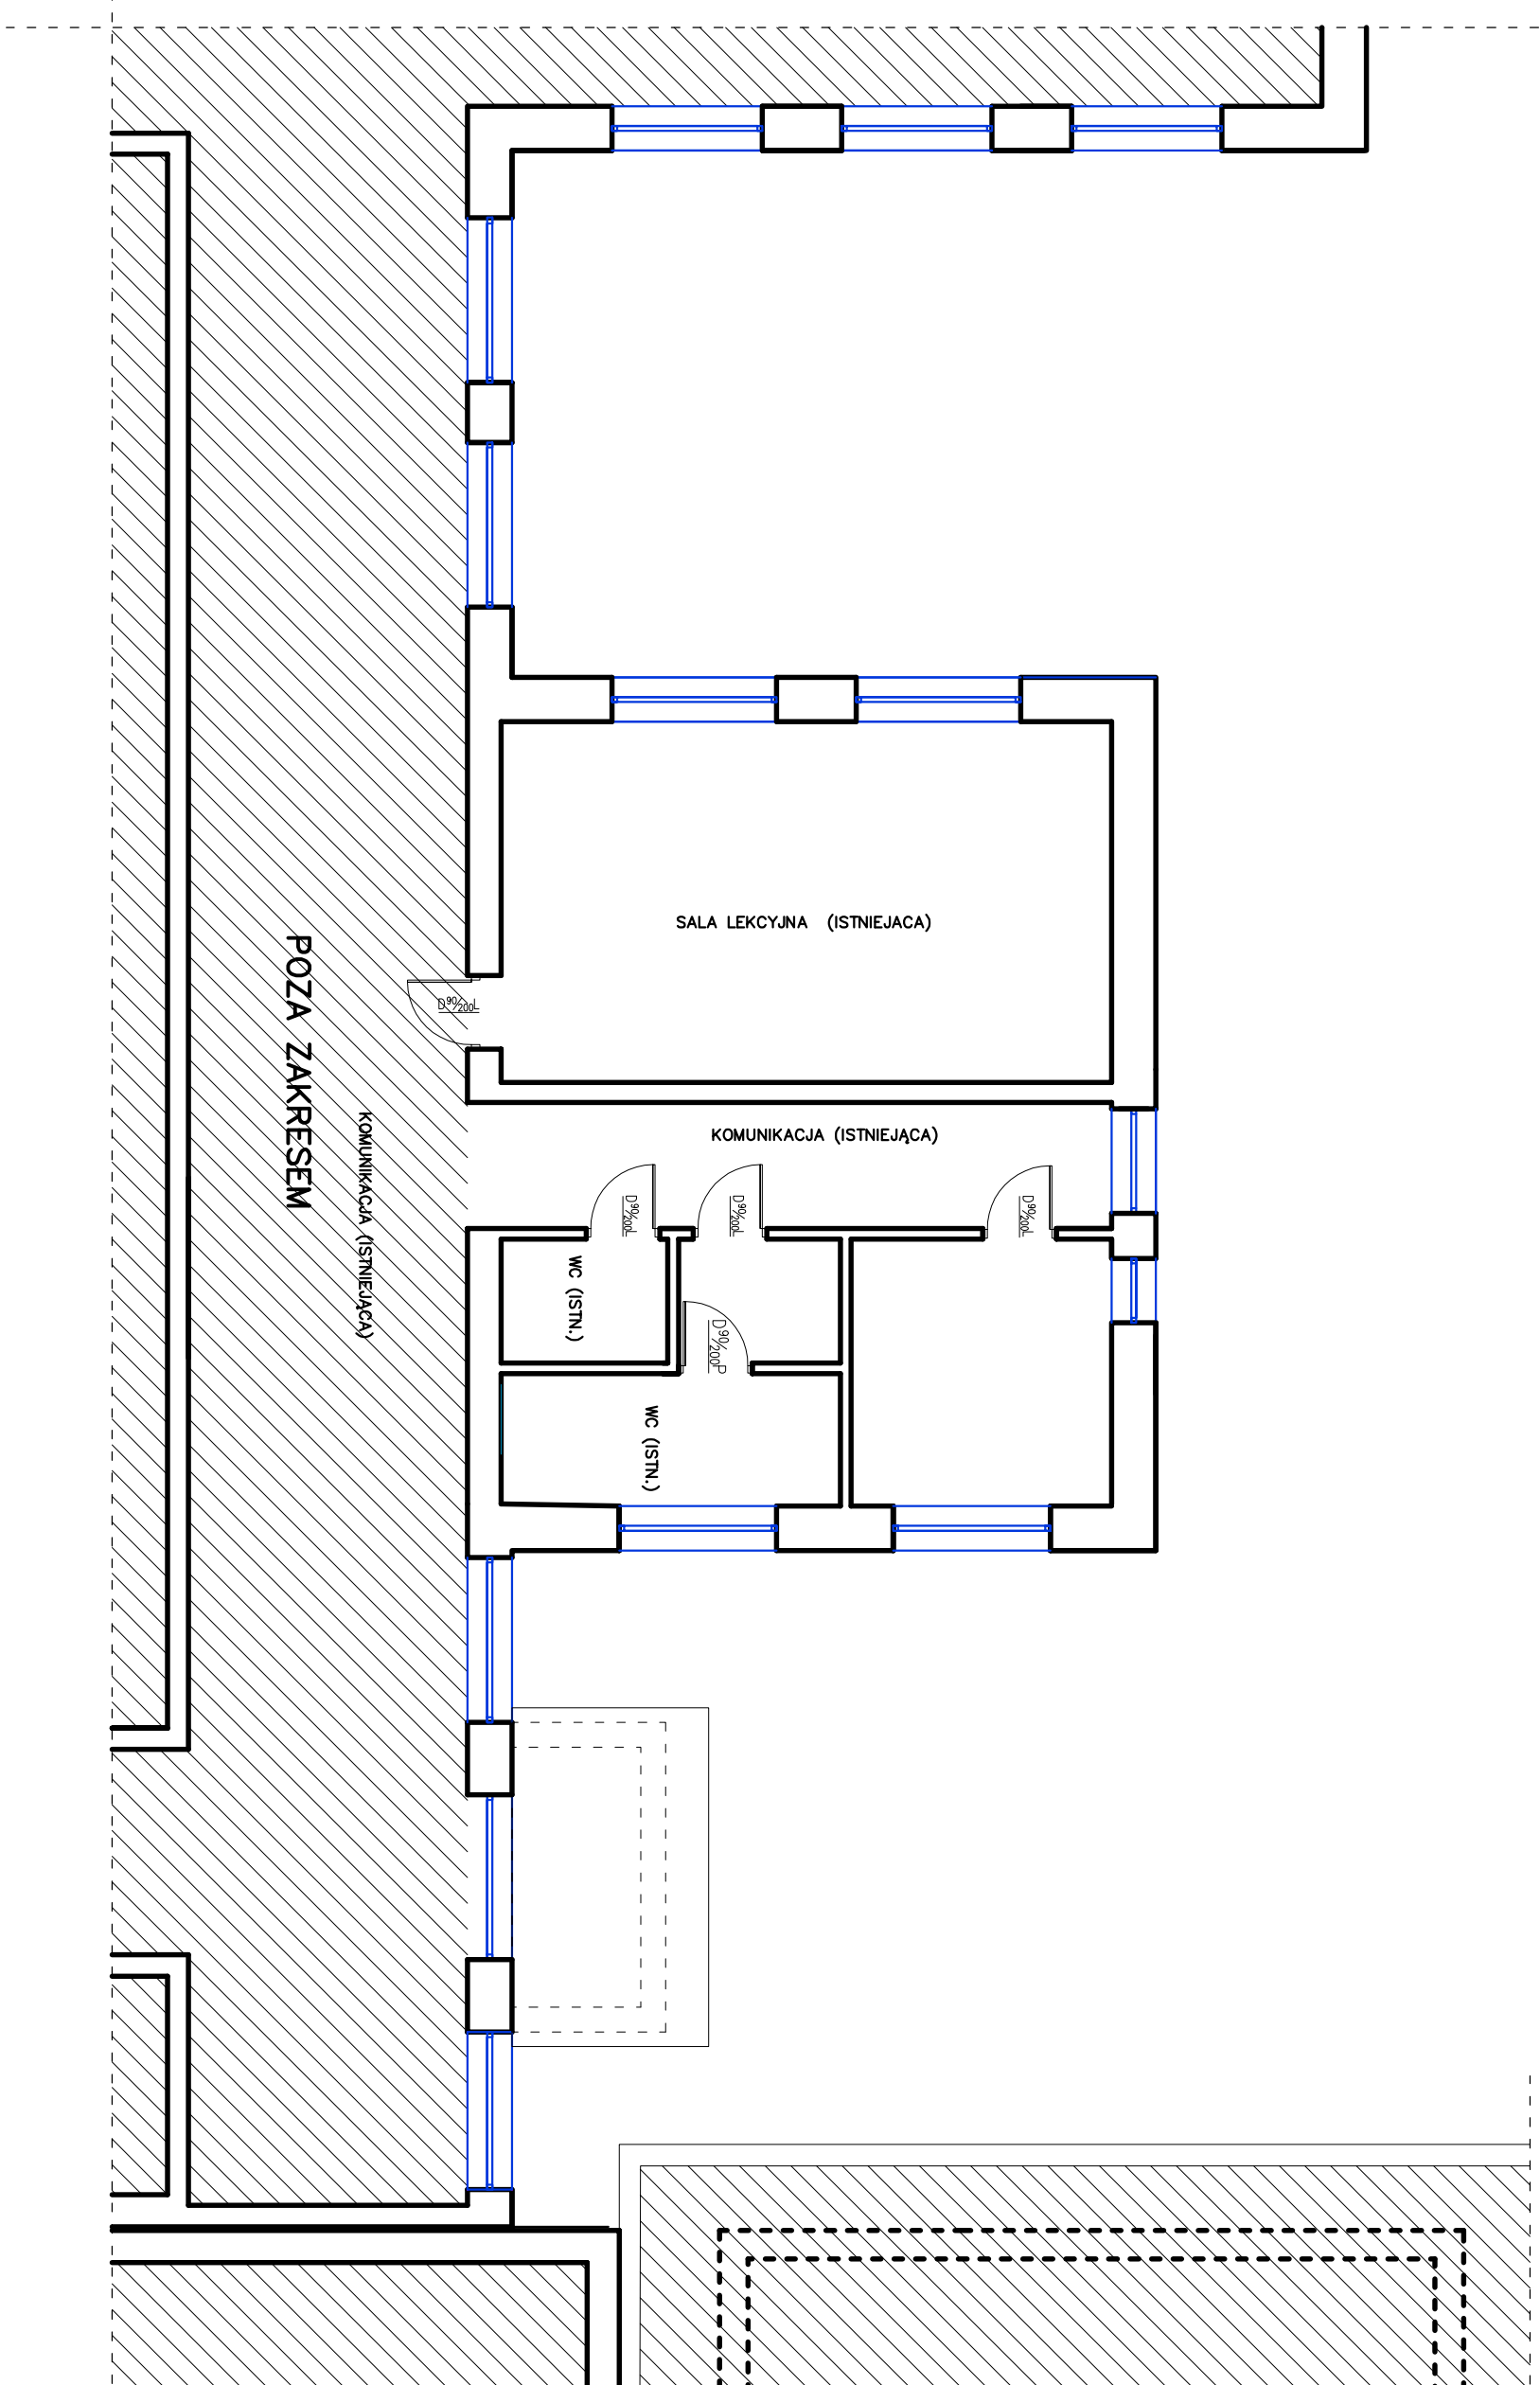 SALA LEKCYJNA (ISTNIEJACA)
POZA ZAKRESEM
D90/200L
KOMUNIKACJA (ISTNIEJĄCA)
KOMUNIKACJA (ISTNIEJĄCA)
D90/200L
D90/200L
D90/200L
WC (ISTN.)
D90/200P
WC (ISTN.)